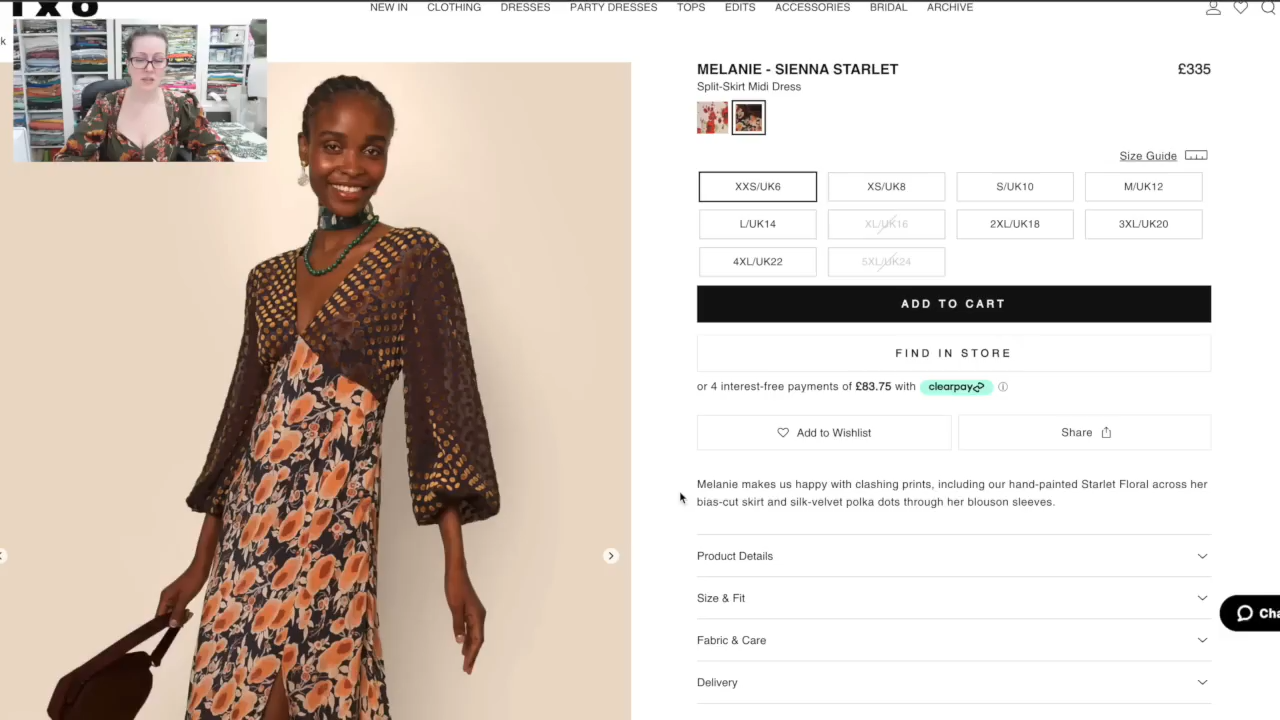 NEW IN CLOTHING DRESSES PARTY DRESSES TOPS EDITS ACCESSORIES BRIDAL ARCHIVE
k
MELANIE - SIENNA STARLET £335
Split-Skirt Midi Dress
Size Guide
XXS/UK6 XS/UK8 S/UK10 M/UK12
L/UK14 XL/UK16 2XL/UK18 3XL/UK20
4XL/UK22 5XL/UK24
ADD TO CART
FIND IN STORE
or 4 interest-free payments of £83.75 with clearpay
Add to Wishlist Share
Melanie makes us happy with clashing prints, including our hand-painted Starlet Floral across her
bias-cut skirt and silk-velvet polka dots through her blouson sleeves.
Product Details
Size & Fit
Fabric & Care
Delivery
Cha